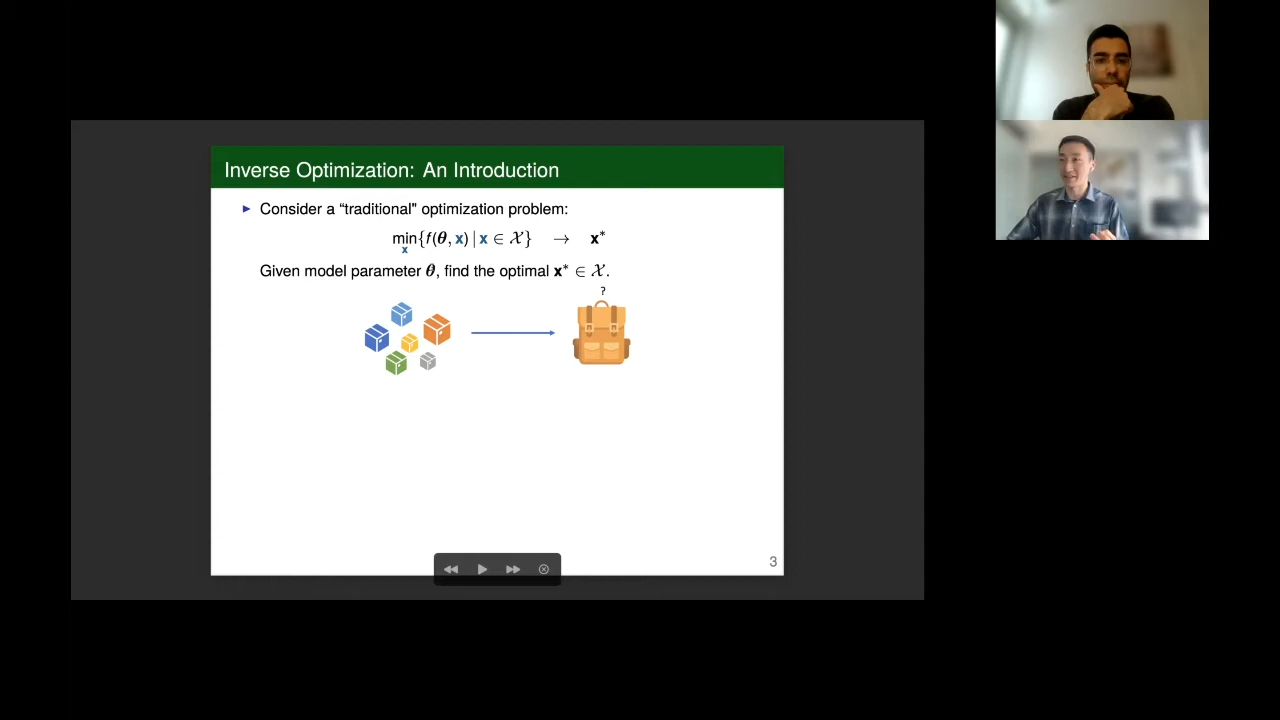 Inverse Optimization: An Introduction
► Consider a “traditional" optimization problem:
min{f(θ, x) | x ∈ 𝒳} → x*
x
Given model parameter θ, find the optimal x* ∈ 𝒳.
?
3